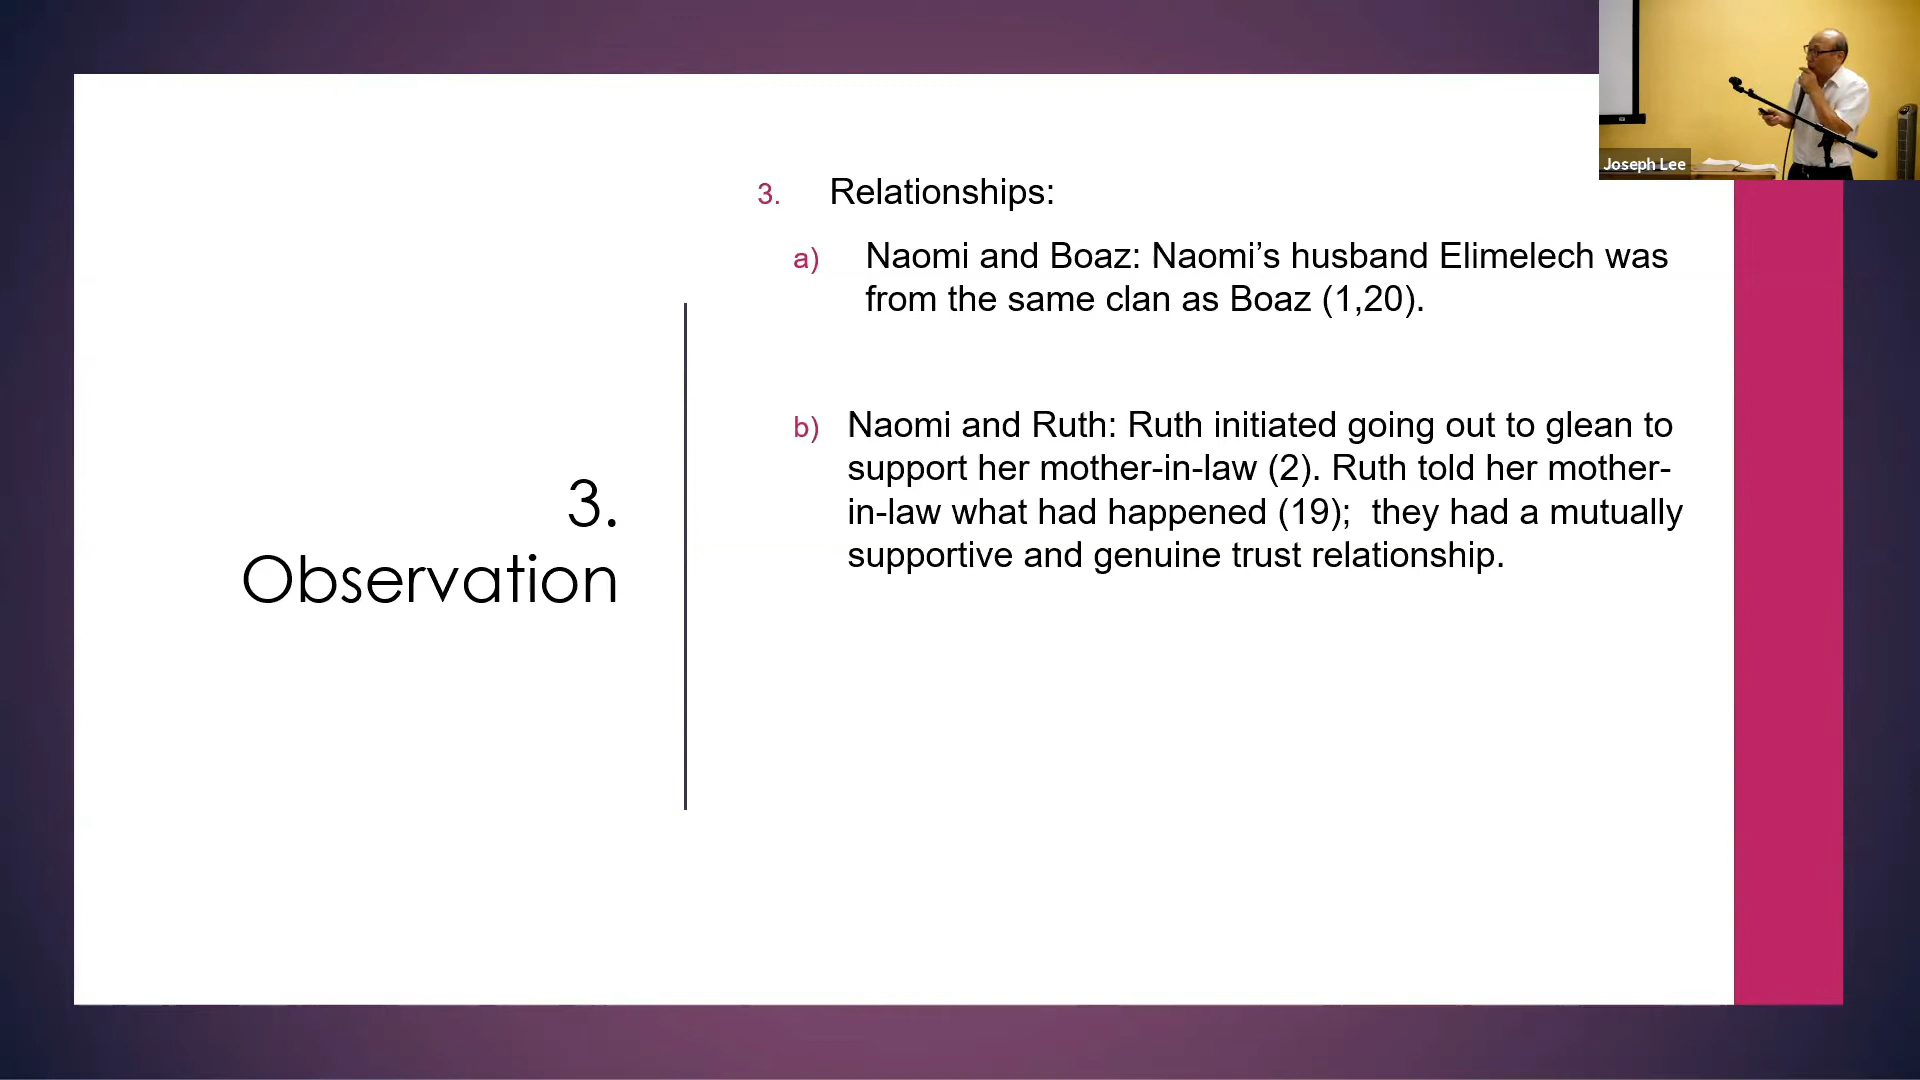 Joseph Lee
3. Relationships:
a) Naomi and Boaz: Naomi’s husband Elimelech was
from the same clan as Boaz (1,20).
b) Naomi and Ruth: Ruth initiated going out to glean to
support her mother-in-law (2). Ruth told her mother-
in-law what had happened (19);  they had a mutually
supportive and genuine trust relationship.
3.
Observation